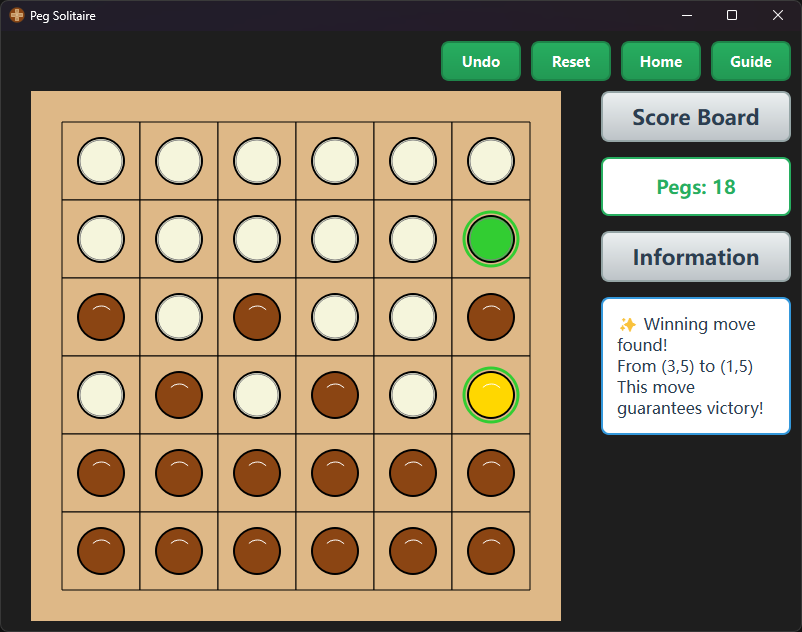 Peg Solitaire
Undo Reset Home Guide
Score Board
Pegs: 18
Information
✨ Winning move
found!
From (3,5) to (1,5)
This move
guarantees victory!